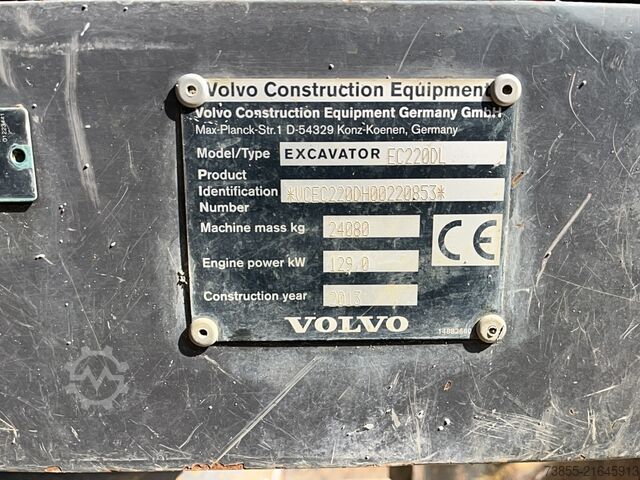 Volvo Construction Equipment
Volvo Construction Equipment Germany GmbH
Max-Planck-Str.1 D-54329 Konz-Koenen, Germany
Model/Type EXCAVATOR EC220DL
Product
Identification *VCEC220DH00220853*
Number
Machine mass kg 24080
CE
Engine power kW 129,0
Construction year 2013
VOLVO
73855-21645913